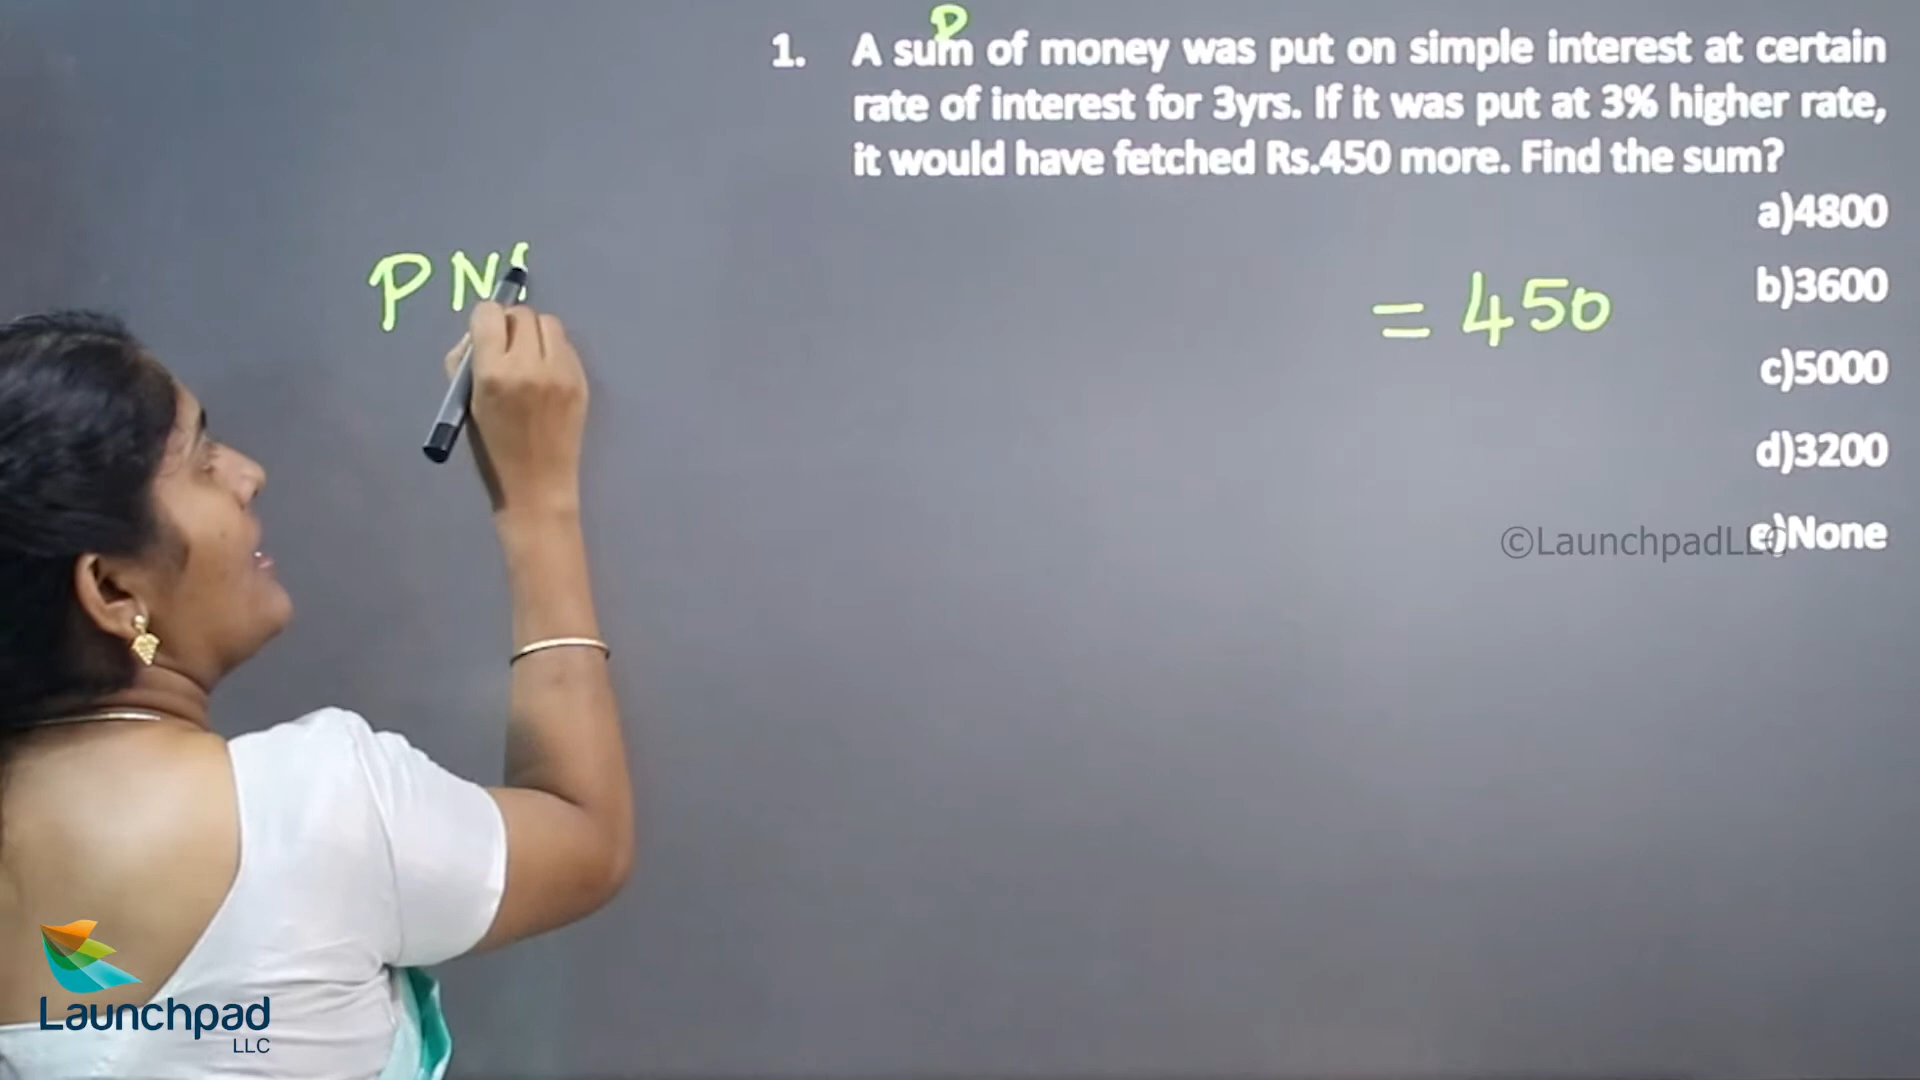 P
1. A sum of money was put on simple interest at certain
rate of interest for 3yrs. If it was put at 3% higher rate,
it would have fetched Rs.450 more. Find the sum?
a)4800
b)3600
c)5000
d)3200
e)None
PN
= 450
©LaunchpadLLC
Launchpad
LLC